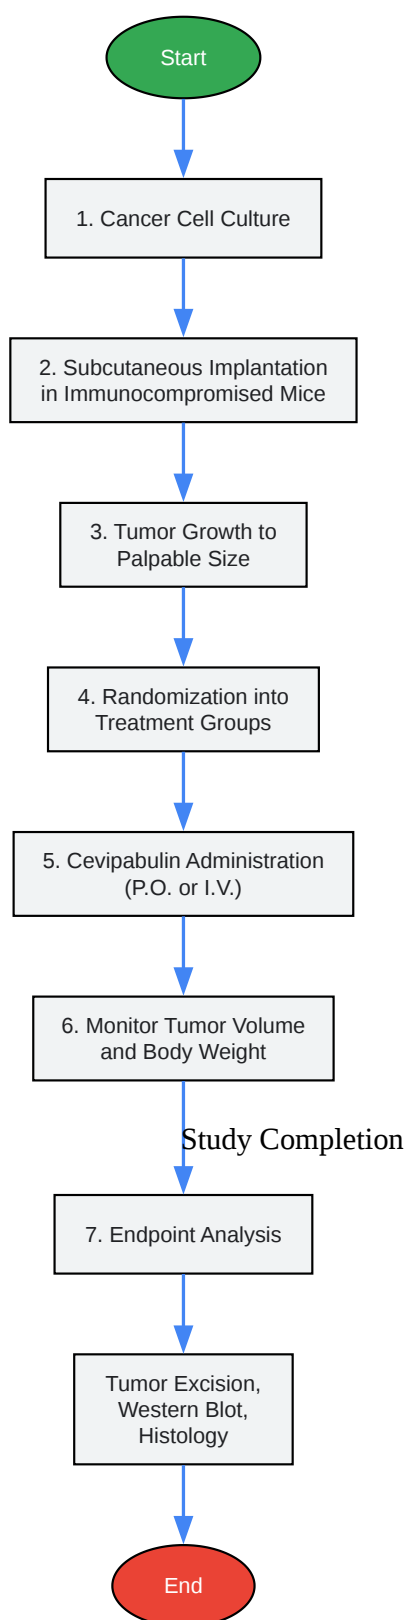 Start
1. Cancer Cell Culture
2. Subcutaneous Implantation
in Immunocompromised Mice
3. Tumor Growth to
Palpable Size
4. Randomization into
Treatment Groups
5. Cevipabulin Administration
(P.O. or I.V.)
6. Monitor Tumor Volume
and Body Weight
Study Completion
7. Endpoint Analysis
Tumor Excision,
Western Blot,
Histology
End